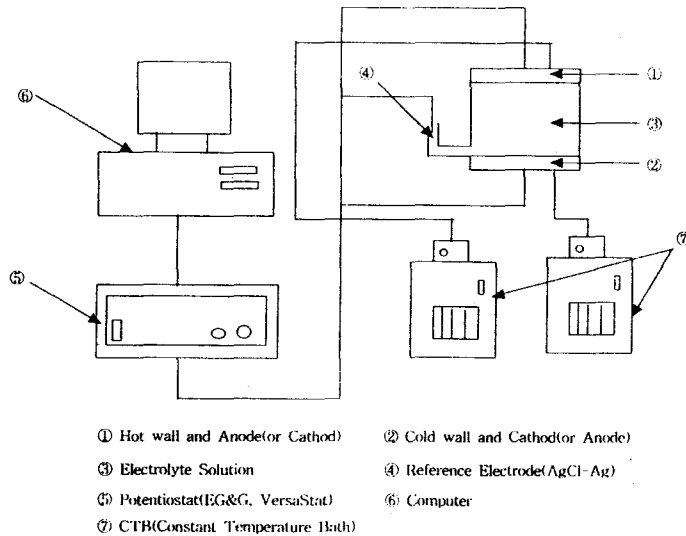 ⑥
④
①
③
②
⑦
⑤
① Hot wall and Anode(or Cathod) ② Cold wall and Cathod(or Anode)
③ Electrolyte Solution ④ Reference Electrode(AgCl-Ag)
⑤ Potentiostat(EG&G, VersaStat) ⑥ Computer
⑦ CTB(Constant Temperature Bath)